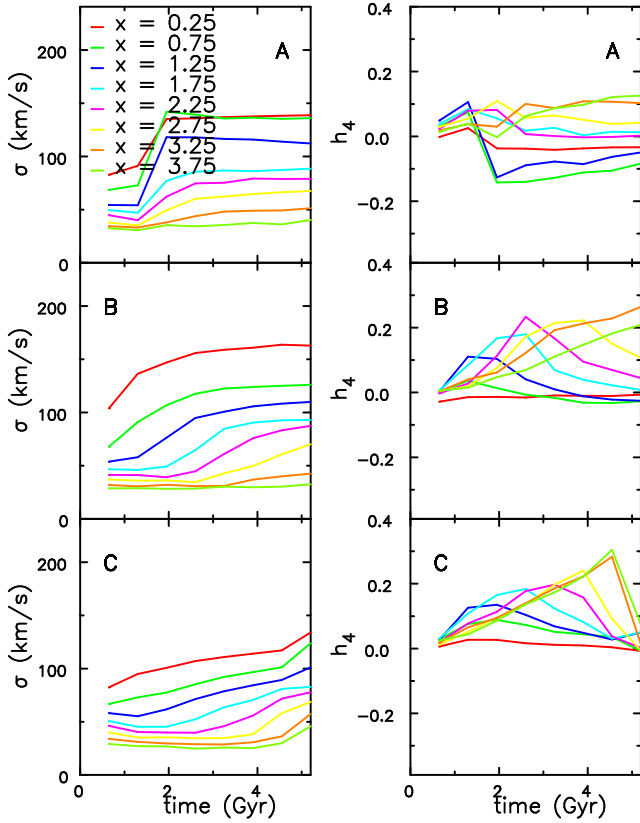 200
100
0
σ (km/s)
A
x = 0.25
x = 0.75
x = 1.25
x = 1.75
x = 2.25
x = 2.75
x = 3.25
x = 3.75
0.4
0.2
0.0
−0.2
h4
A
200
100
0
σ (km/s)
B
0.4
0.2
0.0
−0.2
h4
B
200
100
0
σ (km/s)
C
0 2 4
time (Gyr)
0.4
0.2
0.0
−0.2
h4
C
0 2 4
time (Gyr)